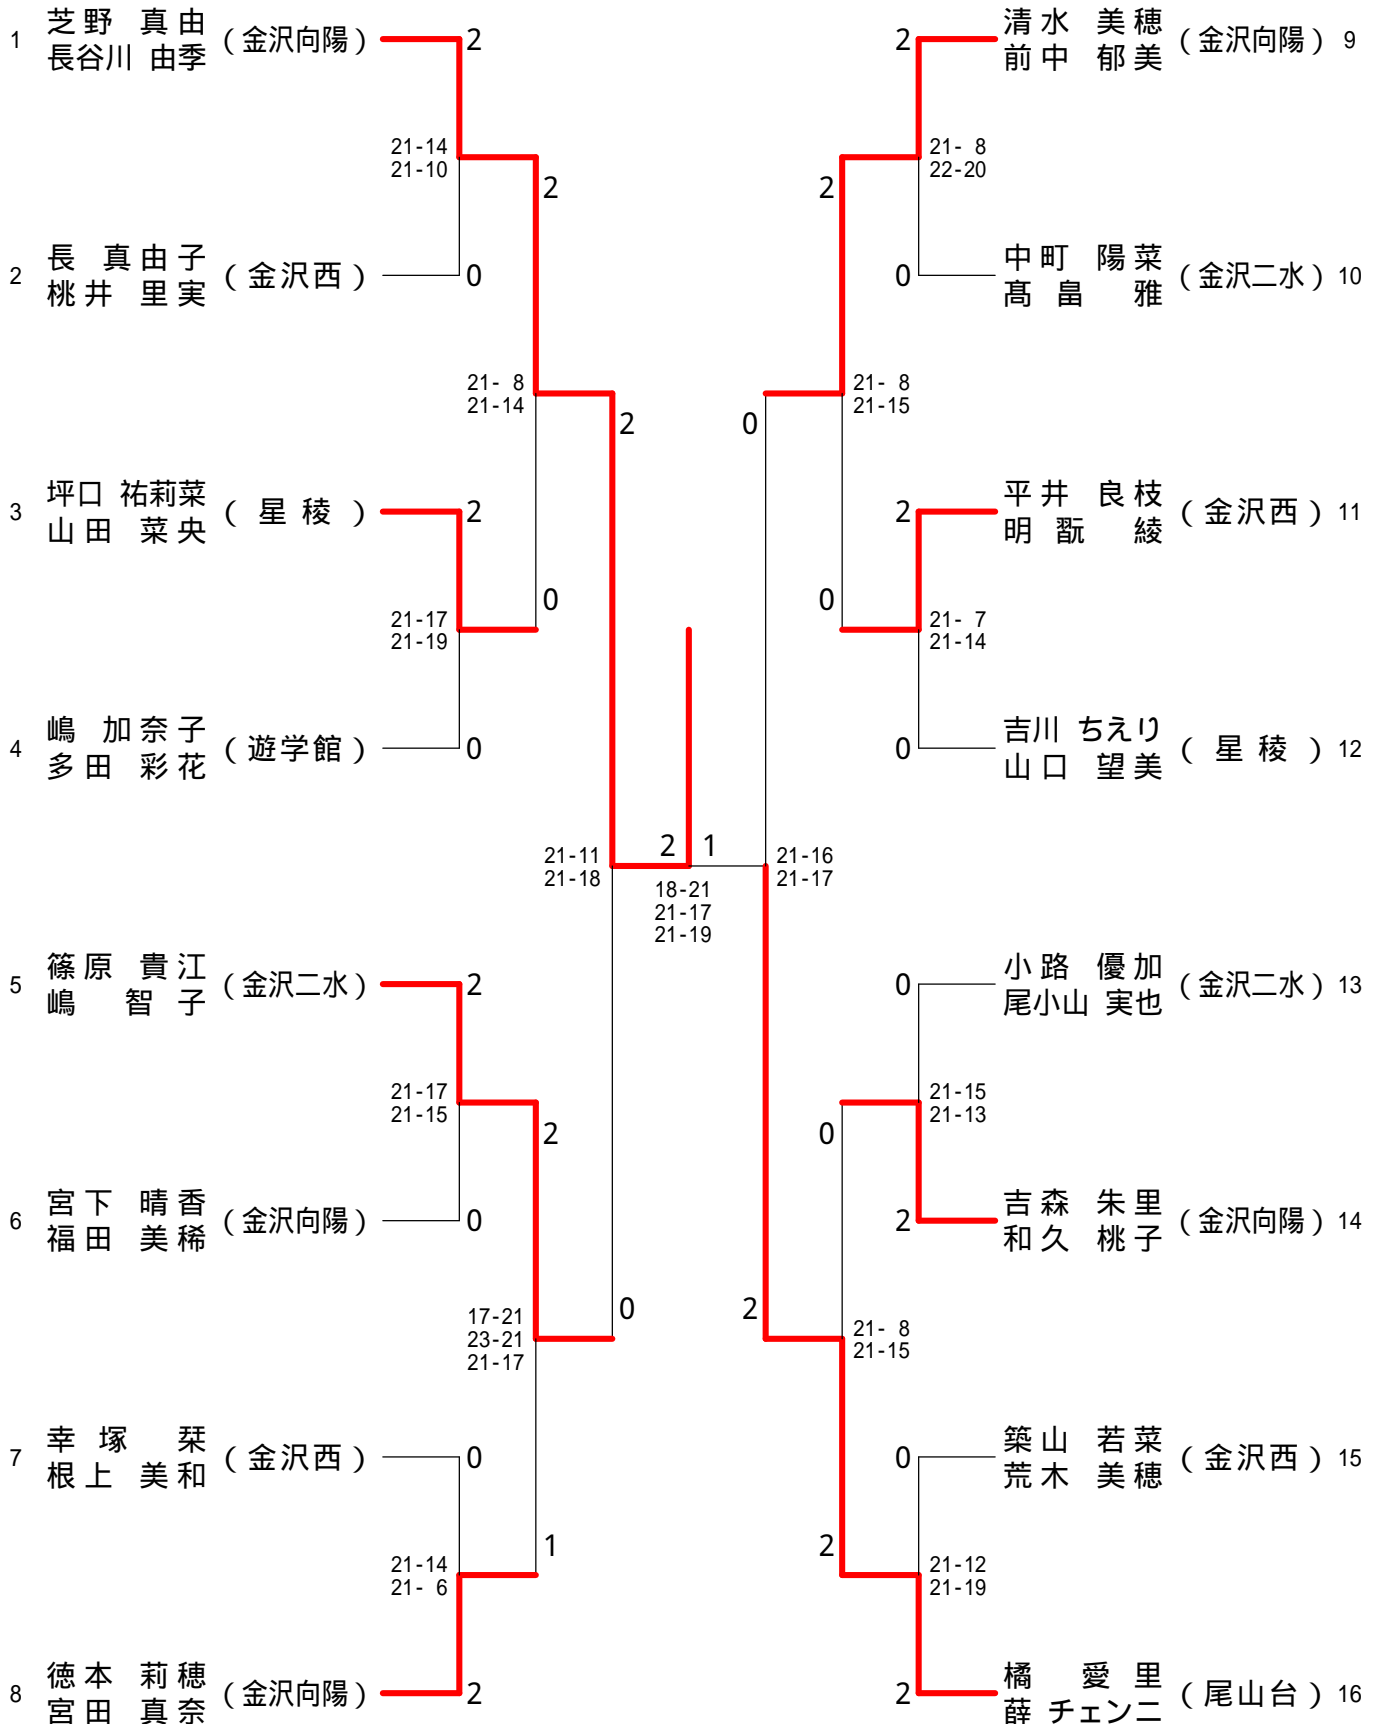 1 芝野 真由 長谷川 由季 (金沢向陽) 2
21-14
21-10
2
2 長 真由子 桃井 里実 (金沢西) 0
21- 8
21-14
2
3 坪口 祐莉菜 山田 菜央 (星稜) 2
21-17
21-19
0
4 嶋 加奈子 多田 彩花 (遊学館) 0
21-11
21-18
2 1
18-21
21-17
21-19
5 篠原 貴江 嶋 智子 (金沢二水) 2
21-17
21-15
2
6 宮下 晴香 福田 美稀 (金沢向陽) 0
17-21
23-21
21-17
0
7 幸塚 栞 根上 美和 (金沢西) 0
21-14
21- 6
1
8 徳本 莉穂 宮田 真奈 (金沢向陽) 2
2 清水 美穂 前中 郁美 (金沢向陽) 9
21- 8
22-20
2
0 中町 陽菜 髙畠 雅 (金沢二水) 10
21- 8
21-15
0
2 平井 良枝 明翫 綾 (金沢西) 11
21- 7
21-14
0
0 吉川 ちえり 山口 望美 (星稜) 12
21-16
21-17
0 小路 優加 尾小山 実也 (金沢二水) 13
21-15
21-13
0
2 吉森 朱里 和久 桃子 (金沢向陽) 14
21- 8
21-15
2
0 築山 若菜 荒木 美穂 (金沢西) 15
21-12
21-19
2
2 橘 愛里 薛 チェンニ (尾山台) 16